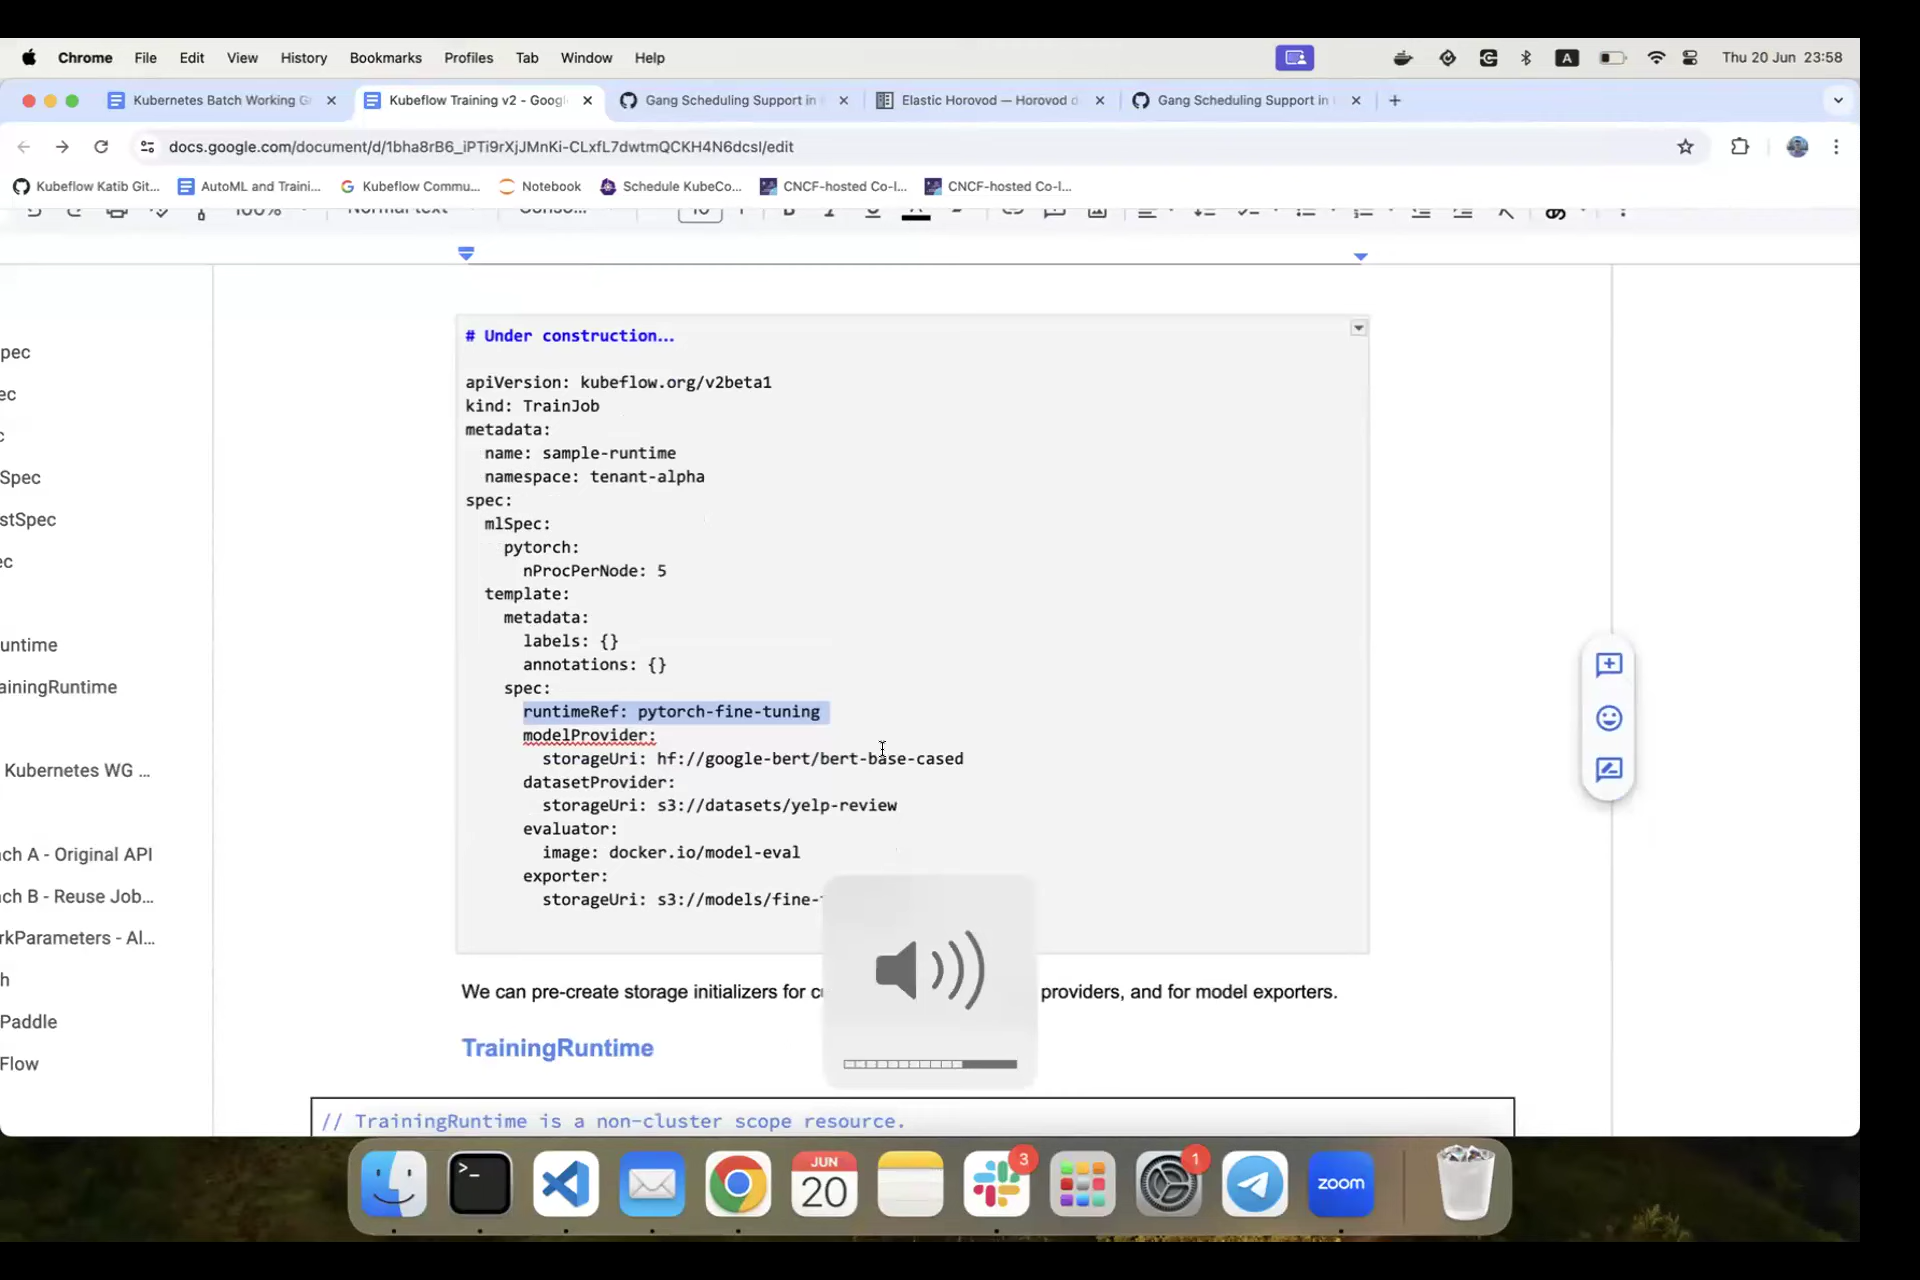 Chrome File Edit View History Bookmarks Profiles Tab Window Help
A
Thu 20 Jun 23:58
Kubernetes Batch Working G
Kubeflow Training v2 - Googl
Gang Scheduling Support in
Elastic Horovod — Horovod d
Gang Scheduling Support in
docs.google.com/document/d/1bha8rB6_iPTi9rXjJMnKi-CLxfL7dwtmQCKH4N6dcsI/edit
Kubeflow Katib Git...
AutoML and Traini...
Kubeflow Commu...
Notebook
Schedule KubeCo...
CNCF-hosted Co-l...
CNCF-hosted Co-l...
100%
Normal text
10
pec
ec
c
Spec
stSpec
ec
untime
ainingRuntime
Kubernetes WG ...
ch A - Original API
ch B - Reuse Job...
rkParameters - Al...
h
Paddle
Flow
# Under construction...
apiVersion: kubeflow.org/v2beta1
kind: TrainJob
metadata:
name: sample-runtime
namespace: tenant-alpha
spec:
mlSpec:
pytorch:
nProcPerNode: 5
template:
metadata:
labels: {}
annotations: {}
spec:
runtimeRef: pytorch-fine-tuning
modelProvider:
storageUri: hf://google-bert/bert-base-cased
datasetProvider:
storageUri: s3://datasets/yelp-review
evaluator:
image: docker.io/model-eval
exporter:
storageUri: s3://models/fine-
We can pre-create storage initializers for providers, and for model exporters.
TrainingRuntime
// TrainingRuntime is a non-cluster scope resource.
JUN
20
3
1
zoom